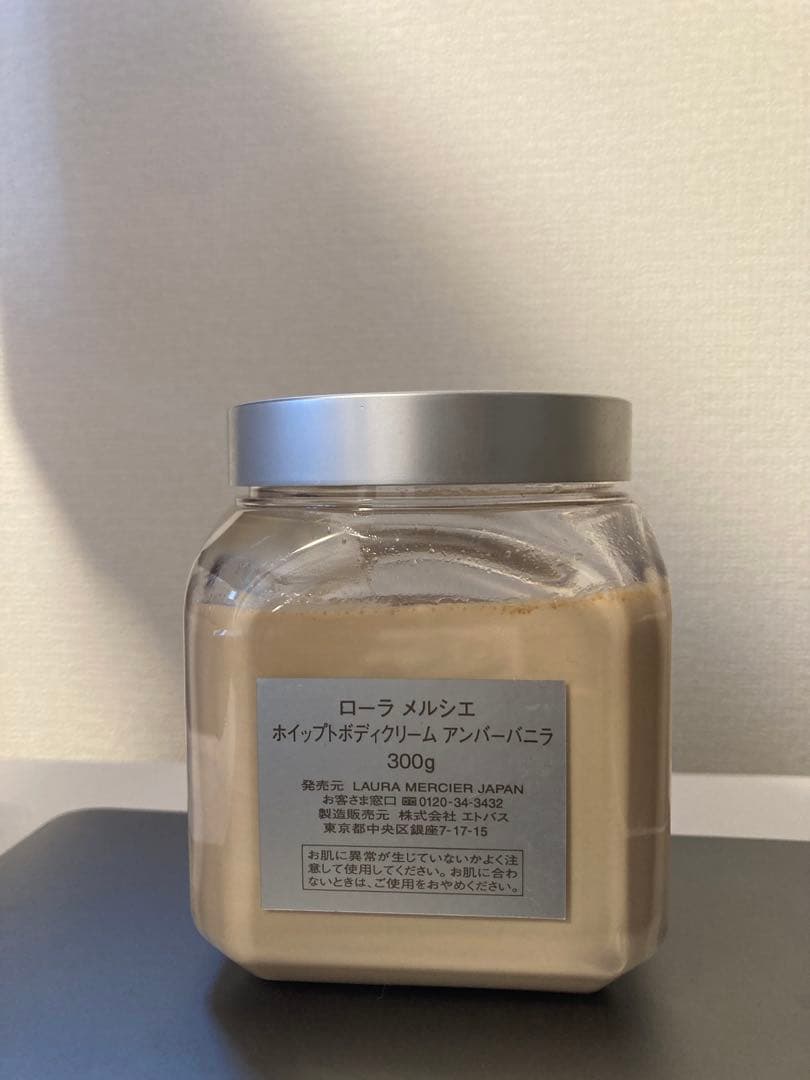 ローラ メルシエ
ホイップトボディクリーム アンバーバニラ
300g
発売元 LAURA MERCIER JAPAN
お客さま窓口 0120-34-3432
製造販売元 株式会社 エトバス
東京都中央区銀座7-17-15
お肌に異常が生じていないかよく注
意して使用してください。お肌に合わ
ないときは、ご使用をおやめください。